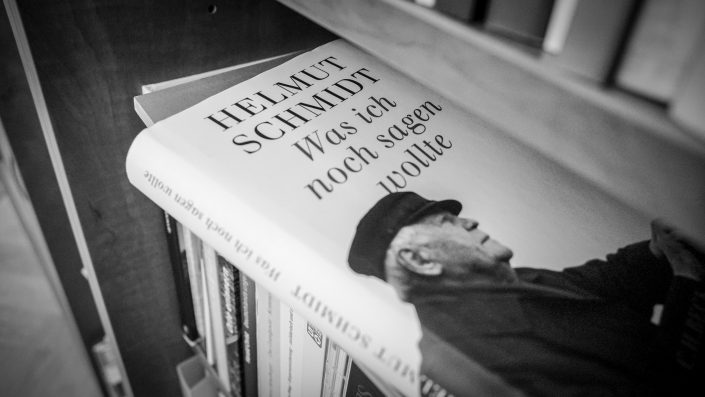 HELMUT
SCHMIDT
Was ich
noch sagen
wollte
Was ich noch sagen wollte
HELMUT SCHMIDT